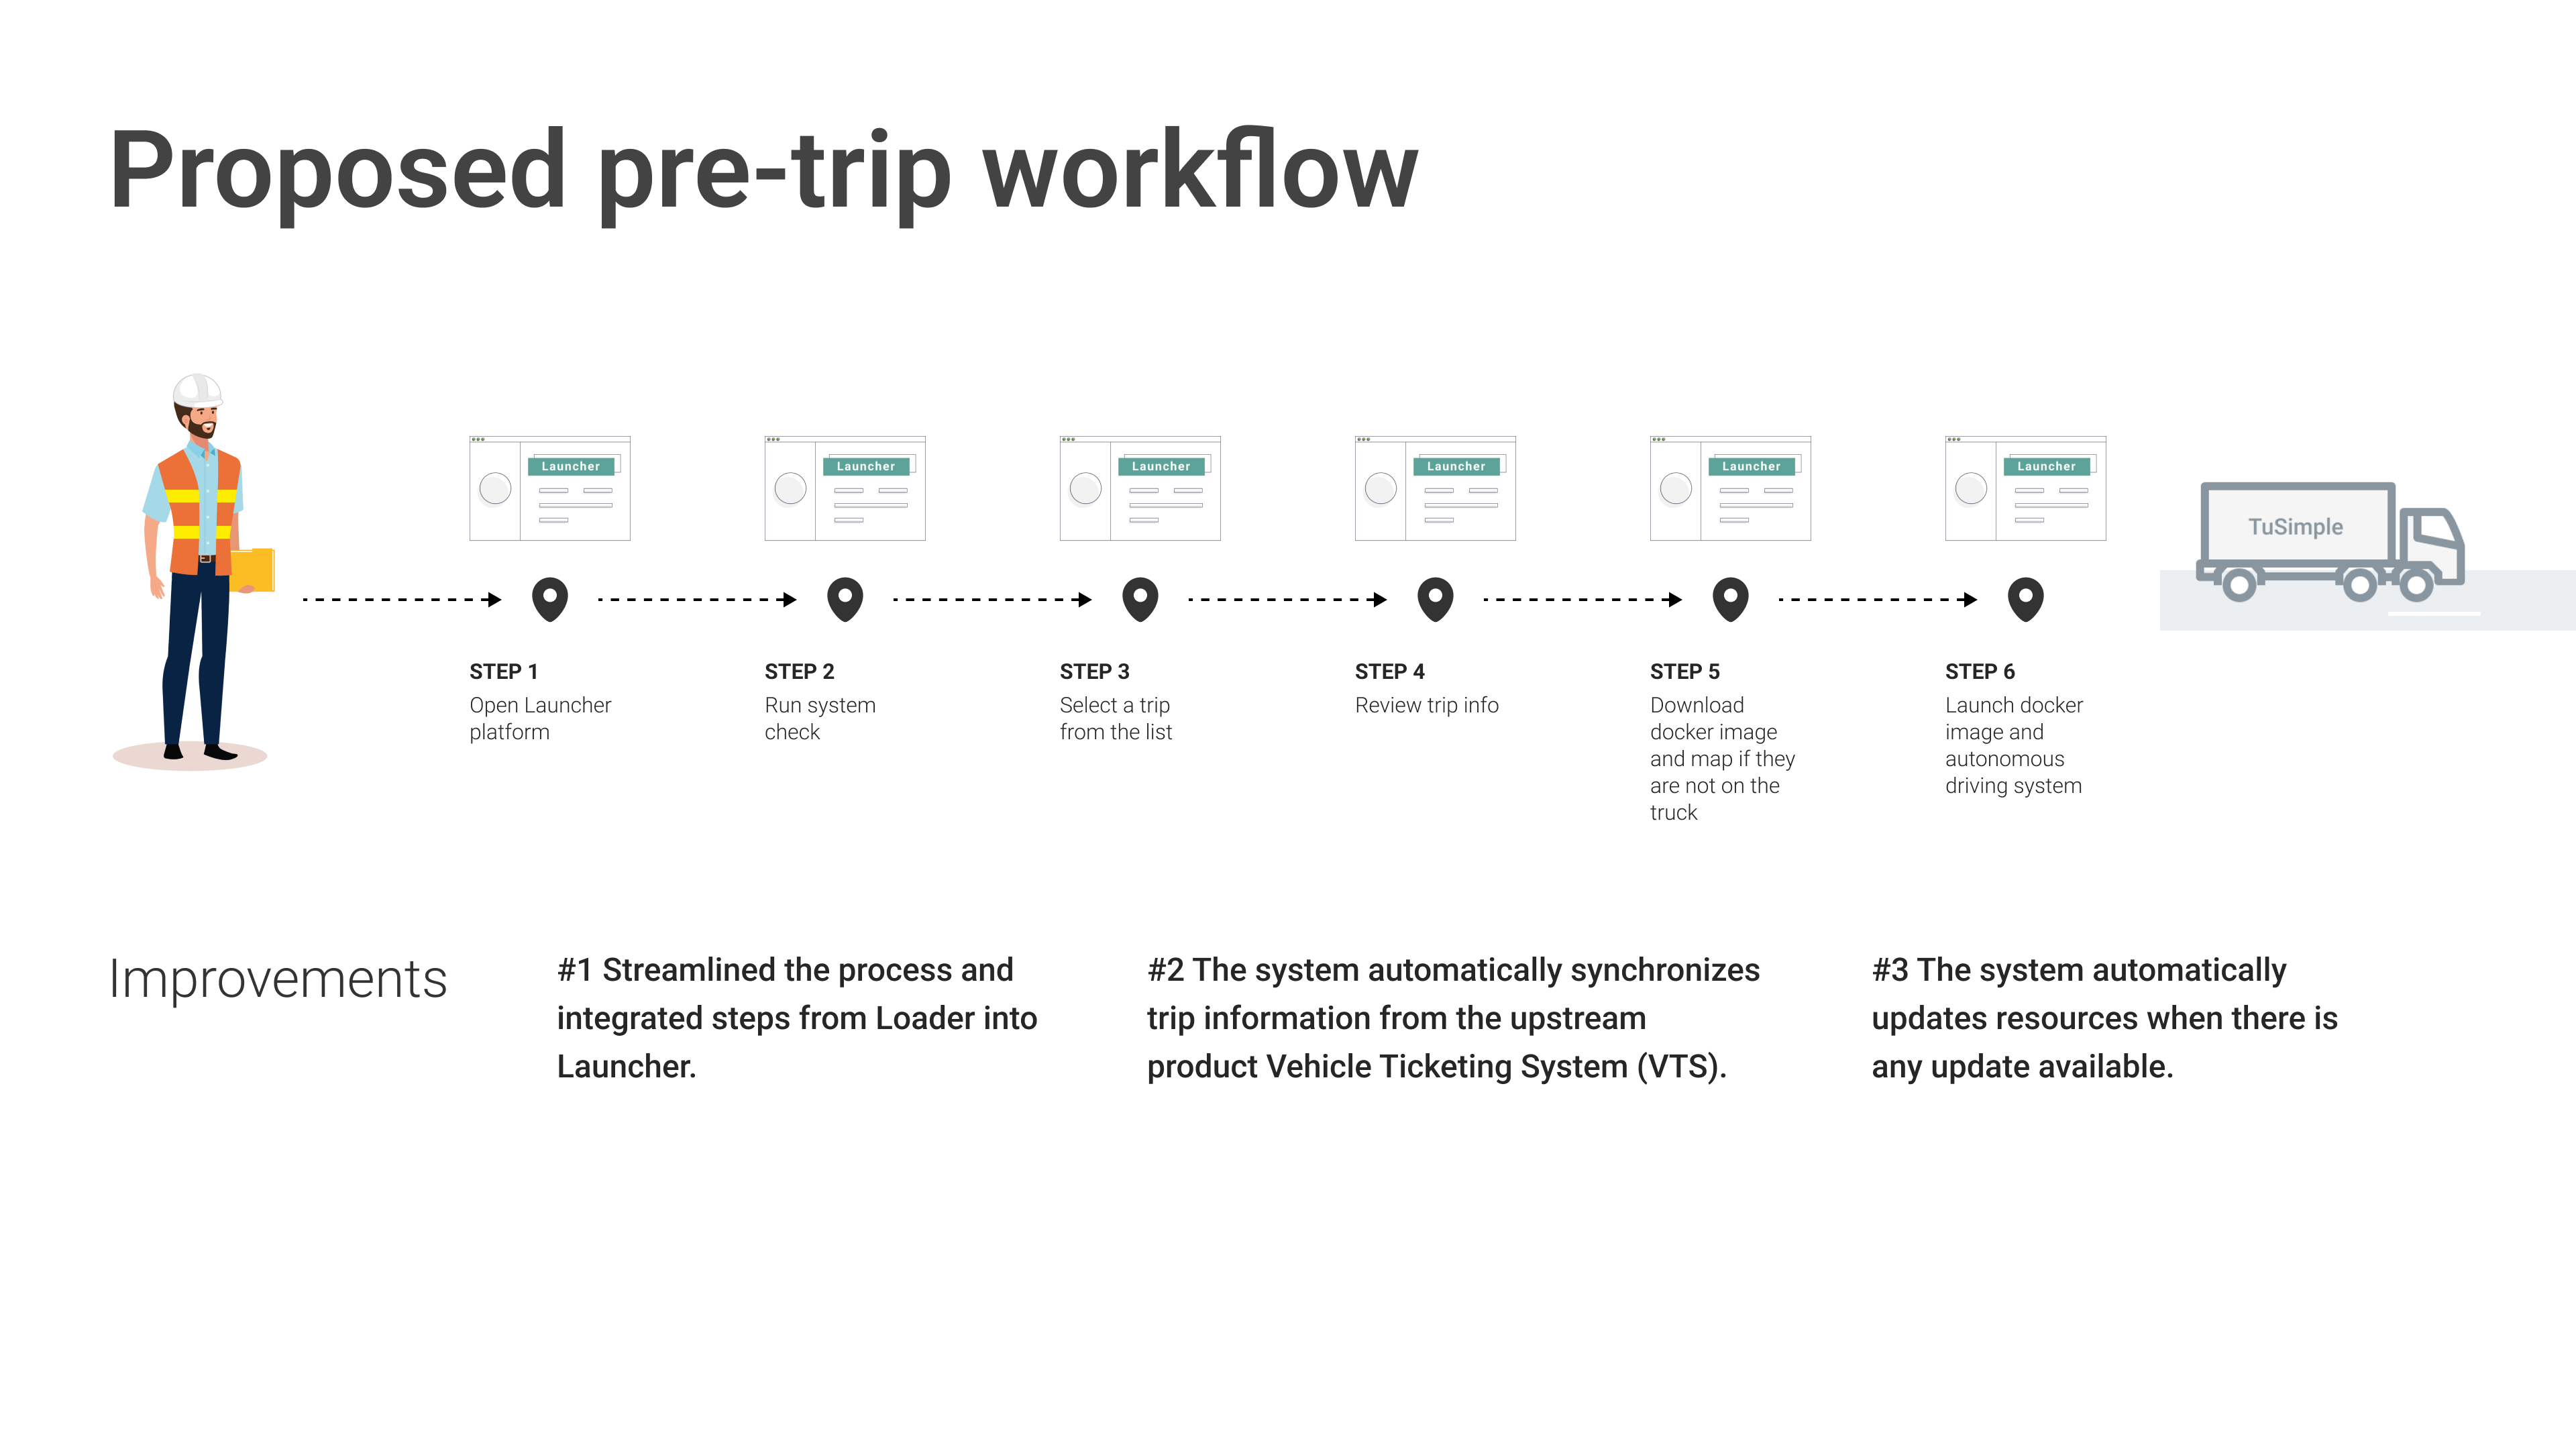 Proposed pre-trip workflow
Launcher
Launcher
Launcher
Launcher
Launcher
Launcher
TuSimple
STEP 1
Open Launcher
platform
STEP 2
Run system
check
STEP 3
Select a trip
from the list
STEP 4
Review trip info
STEP 5
Download
docker image
and map if they
are not on the
truck
STEP 6
Launch docker
image and
autonomous
driving system
Improvements
#1 Streamlined the process and
integrated steps from Loader into
Launcher.
#2 The system automatically synchronizes
trip information from the upstream
product Vehicle Ticketing System (VTS).
#3 The system automatically
updates resources when there is
any update available.